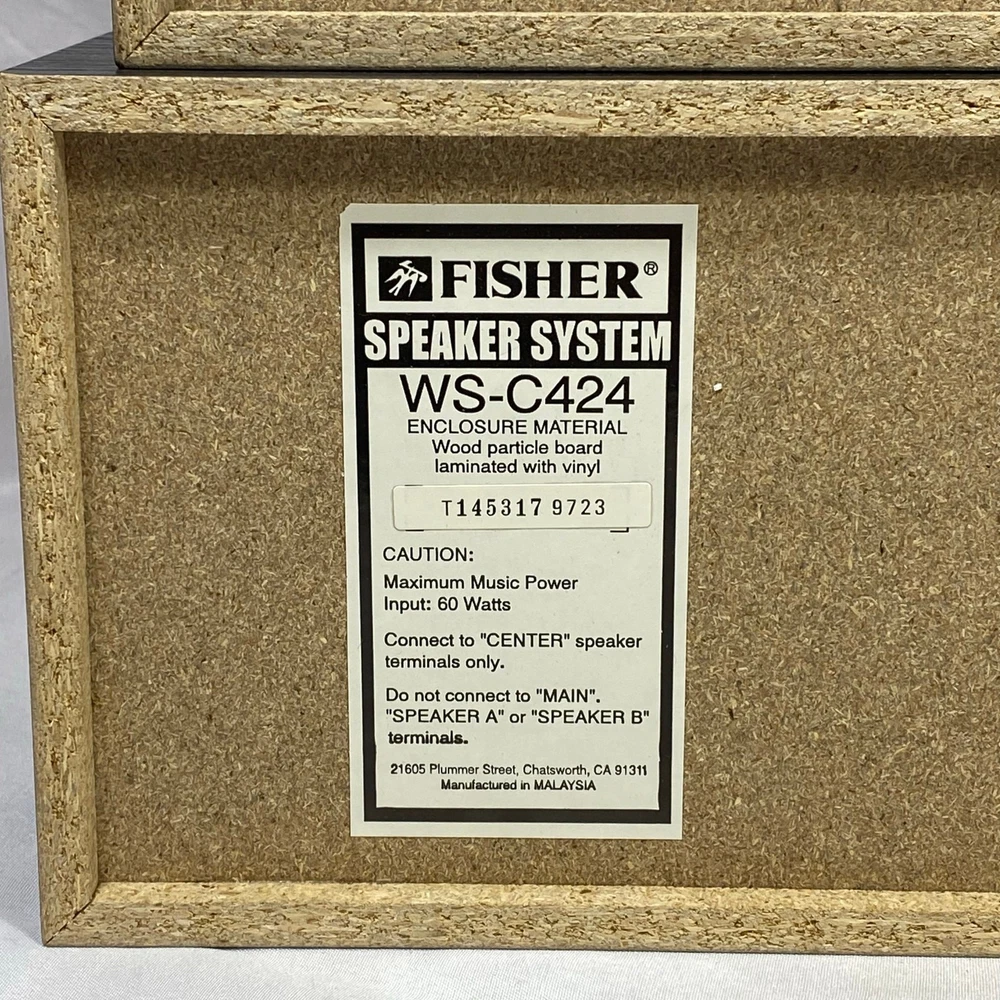 FISHER®
SPEAKER SYSTEM
WS-C424
ENCLOSURE MATERIAL
Wood particle board
laminated with vinyl
T145317 9723
CAUTION:
Maximum Music Power
Input: 60 Watts
Connect to "CENTER" speaker
terminals only.
Do not connect to "MAIN".
"SPEAKER A" or "SPEAKER B"
terminals.
21605 Plummer Street, Chatsworth, CA 91311
Manufactured in MALAYSIA